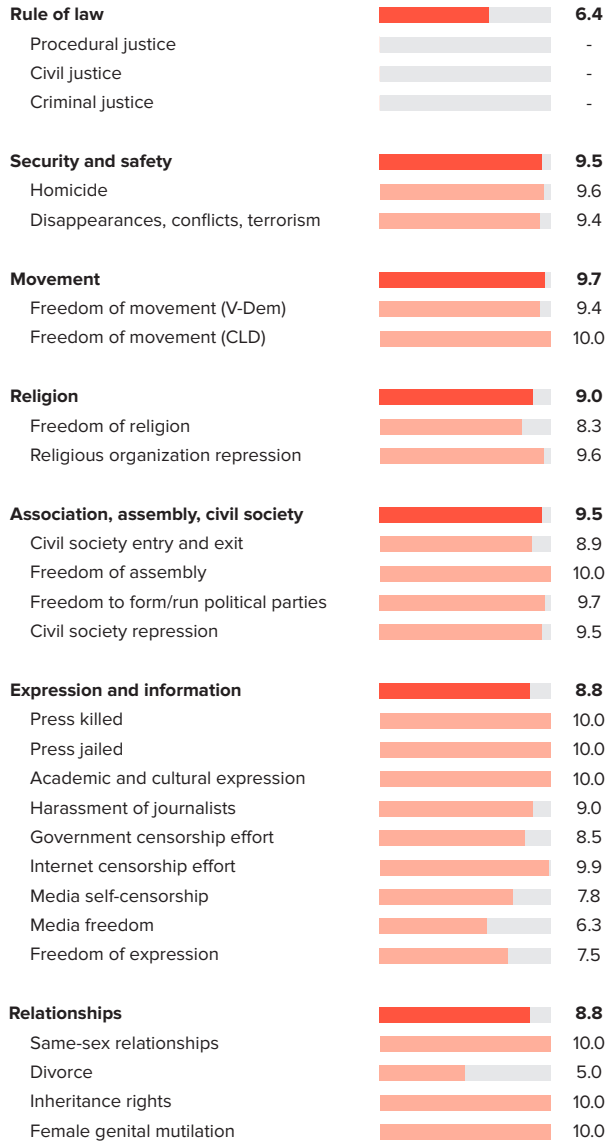 Rule of law 6.4
Procedural justice -
Civil justice -
Criminal justice -
Security and safety 9.5
Homicide 9.6
Disappearances, conflicts, terrorism 9.4
Movement 9.7
Freedom of movement (V-Dem) 9.4
Freedom of movement (CLD) 10.0
Religion 9.0
Freedom of religion 8.3
Religious organization repression 9.6
Association, assembly, civil society 9.5
Civil society entry and exit 8.9
Freedom of assembly 10.0
Freedom to form/run political parties 9.7
Civil society repression 9.5
Expression and information 8.8
Press killed 10.0
Press jailed 10.0
Academic and cultural expression 10.0
Harassment of journalists 9.0
Government censorship effort 8.5
Internet censorship effort 9.9
Media self-censorship 7.8
Media freedom 6.3
Freedom of expression 7.5
Relationships 8.8
Same-sex relationships 10.0
Divorce 5.0
Inheritance rights 10.0
Female genital mutilation 10.0